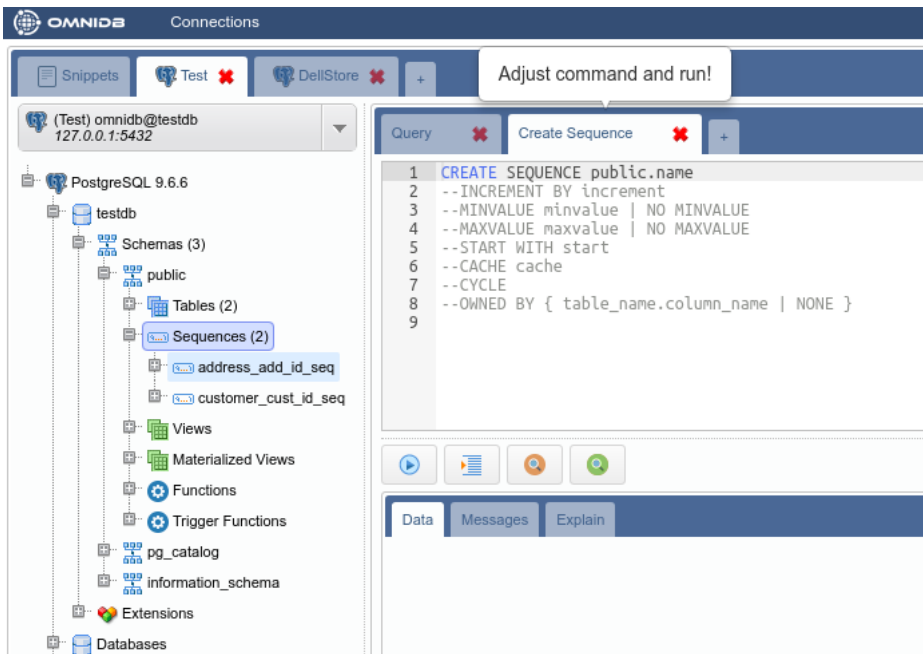 OMNIDB Connections
Snippets Test DellStore +
Adjust command and run!
(Test) omnidb@testdb
127.0.0.1:5432
PostgreSQL 9.6.6
testdb
Schemas (3)
public
Tables (2)
Sequences (2)
address_add_id_seq
customer_cust_id_seq
Views
Materialized Views
Functions
Trigger Functions
pg_catalog
information_schema
Extensions
Databases
Query Create Sequence +
1 CREATE SEQUENCE public.name
2 --INCREMENT BY increment
3 --MINVALUE minvalue | NO MINVALUE
4 --MAXVALUE maxvalue | NO MAXVALUE
5 --START WITH start
6 --CACHE cache
7 --CYCLE
8 --OWNED BY { table_name.column_name | NONE }
9
Data Messages Explain